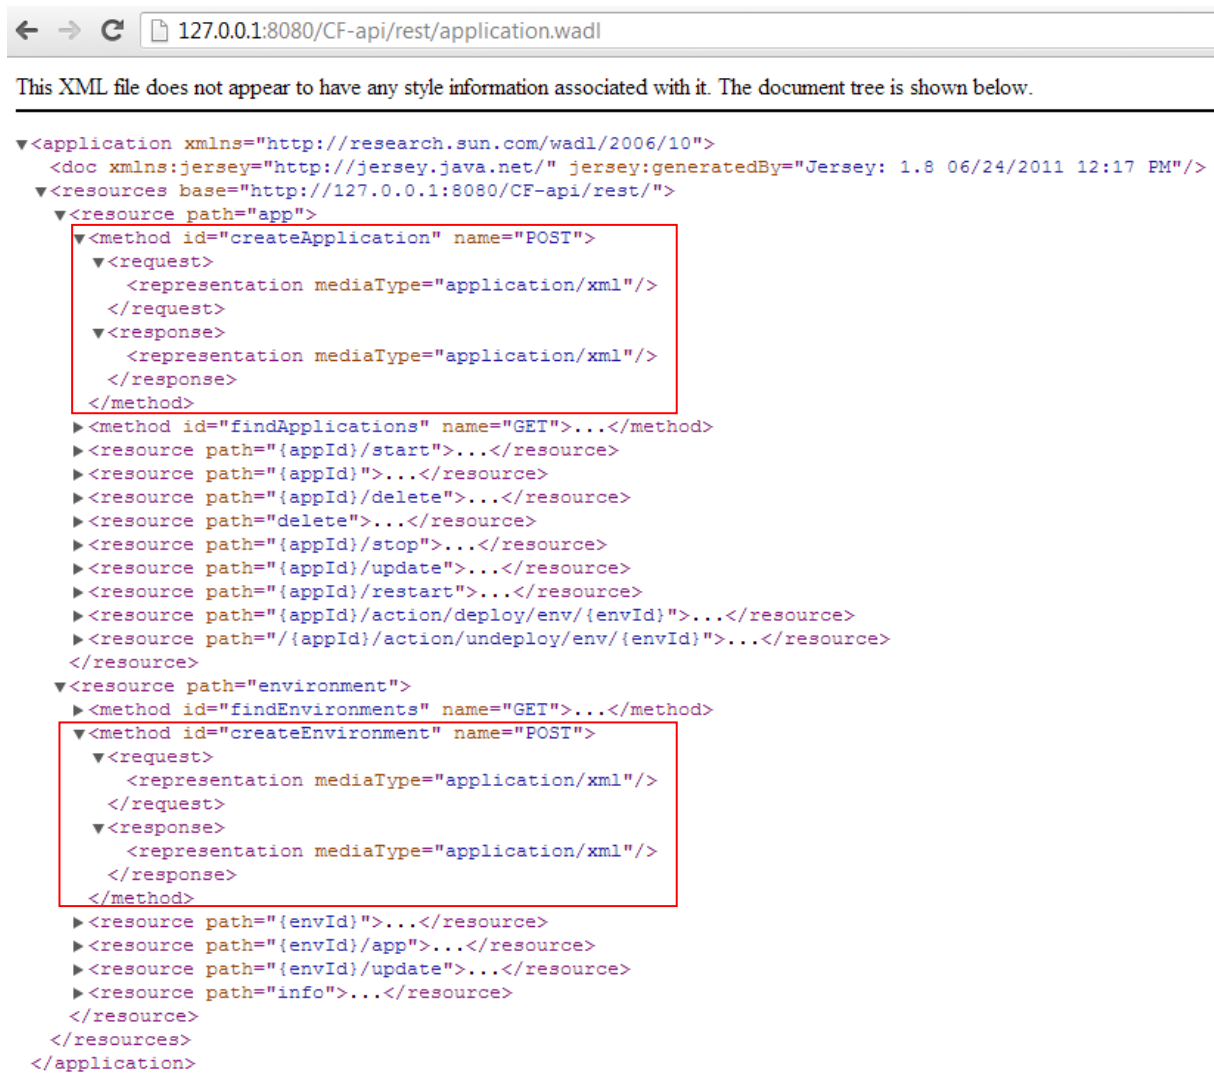 127.0.0.1:8080/CF-api/rest/application.wadl
This XML file does not appear to have any style information associated with it. The document tree is shown below.
▼<application xmlns="http://research.sun.com/wadl/2006/10">
<doc xmlns:jersey="http://jersey.java.net/" jersey:generatedBy="Jersey: 1.8 06/24/2011 12:17 PM"/>
▼<resources base="http://127.0.0.1:8080/CF-api/rest/">
▼<resource path="app">
▼<method id="createApplication" name="POST">
▼<request>
<representation mediaType="application/xml"/>
</request>
▼<response>
<representation mediaType="application/xml"/>
</response>
</method>
▶<method id="findApplications" name="GET">...</method>
▶<resource path="{appId}/start">...</resource>
▶<resource path="{appId}">...</resource>
▶<resource path="{appId}/delete">...</resource>
▶<resource path="delete">...</resource>
▶<resource path="{appId}/stop">...</resource>
▶<resource path="{appId}/update">...</resource>
▶<resource path="{appId}/restart">...</resource>
▶<resource path="{appId}/action/deploy/env/{envId}">...</resource>
▶<resource path="/{appId}/action/undeploy/env/{envId}">...</resource>
</resource>
▼<resource path="environment">
▶<method id="findEnvironments" name="GET">...</method>
▼<method id="createEnvironment" name="POST">
▼<request>
<representation mediaType="application/xml"/>
</request>
▼<response>
<representation mediaType="application/xml"/>
</response>
</method>
▶<resource path="{envId}">...</resource>
▶<resource path="{envId}/app">...</resource>
▶<resource path="{envId}/update">...</resource>
▶<resource path="info">...</resource>
</resource>
</resources>
</application>